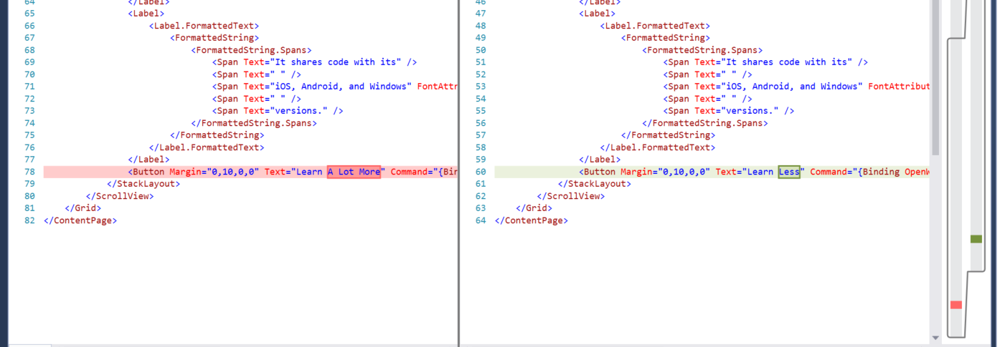 64 </Label>
65 <Label>
66 <Label.FormattedText>
67 <FormattedString>
68 <FormattedString.Spans>
69 <Span Text="It shares code with its" />
70 <Span Text=" " />
71 <Span Text="iOS, Android, and Windows" FontAttr
72 <Span Text=" " />
73 <Span Text="versions." />
74 </FormattedString.Spans>
75 </FormattedString>
76 </Label.FormattedText>
77 </Label>
78 <Button Margin="0,10,0,0" Text="Learn A Lot More" Command="{Bin
79 </StackLayout>
80 </ScrollView>
81 </Grid>
82 </ContentPage>
46 </Label>
47 <Label>
48 <Label.FormattedText>
49 <FormattedString>
50 <FormattedString.Spans>
51 <Span Text="It shares code with its" />
52 <Span Text=" " />
53 <Span Text="iOS, Android, and Windows" FontAttribut
54 <Span Text=" " />
55 <Span Text="versions." />
56 </FormattedString.Spans>
57 </FormattedString>
58 </Label.FormattedText>
59 </Label>
60 <Button Margin="0,10,0,0" Text="Learn Less" Command="{Binding OpenW
61 </StackLayout>
62 </ScrollView>
63 </Grid>
64 </ContentPage>